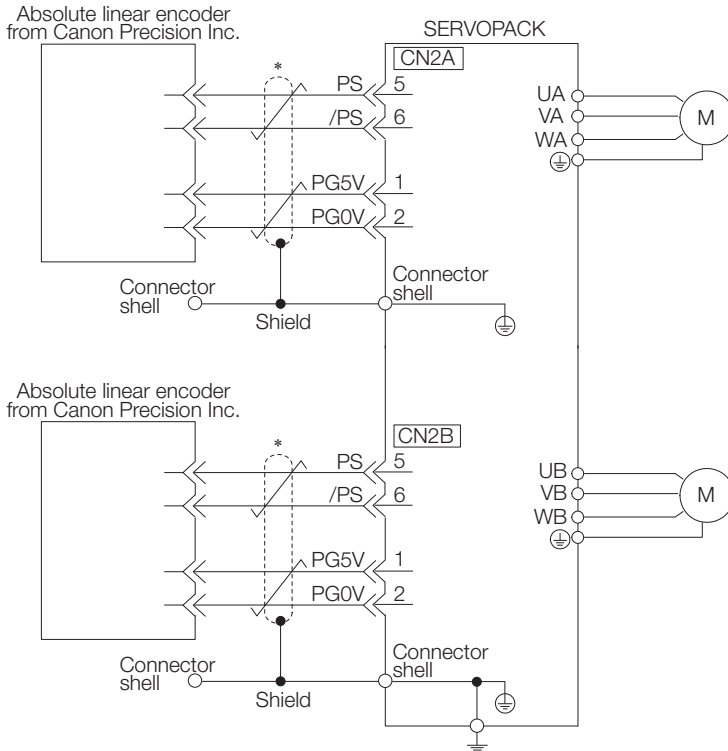 Absolute linear encoder
from Canon Precision Inc.
SERVOPACK
CN2A
*
PS 5
/PS 6
PG5V 1
PG0V 2
UA
VA
WA
M
Connector
shell
Shield
Connector
shell
Absolute linear encoder
from Canon Precision Inc.
CN2B
*
PS 5
/PS 6
PG5V 1
PG0V 2
UB
VB
WB
M
Connector
shell
Shield
Connector
shell